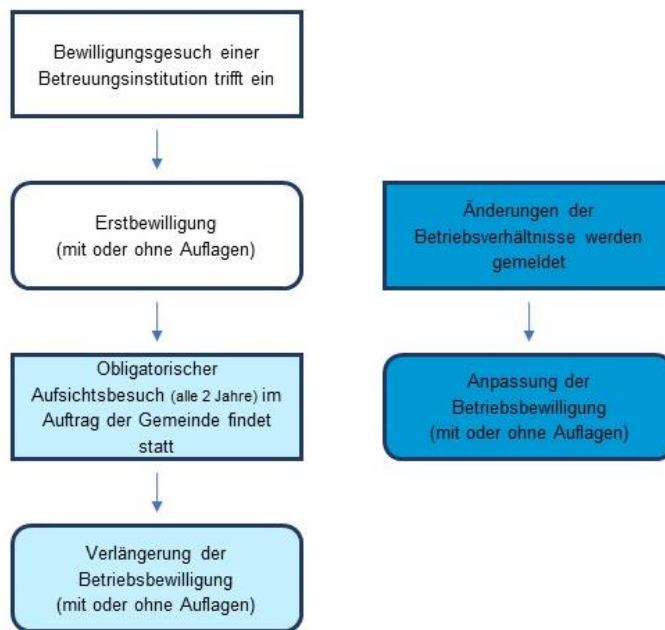 Bewilligungsgesuch einer
Betreuungsinstitution trifft ein
Erstbewilligung
(mit oder ohne Auflagen)
Obligatorischer
Aufsichtsbesuch (alle 2 Jahre) im
Auftrag der Gemeinde findet
statt
Verlängerung der
Betriebsbewilligung
(mit oder ohne Auflagen)
Änderungen der
Betriebsverhältnisse werden
gemeldet
Anpassung der
Betriebsbewilligung
(mit oder ohne Auflagen)